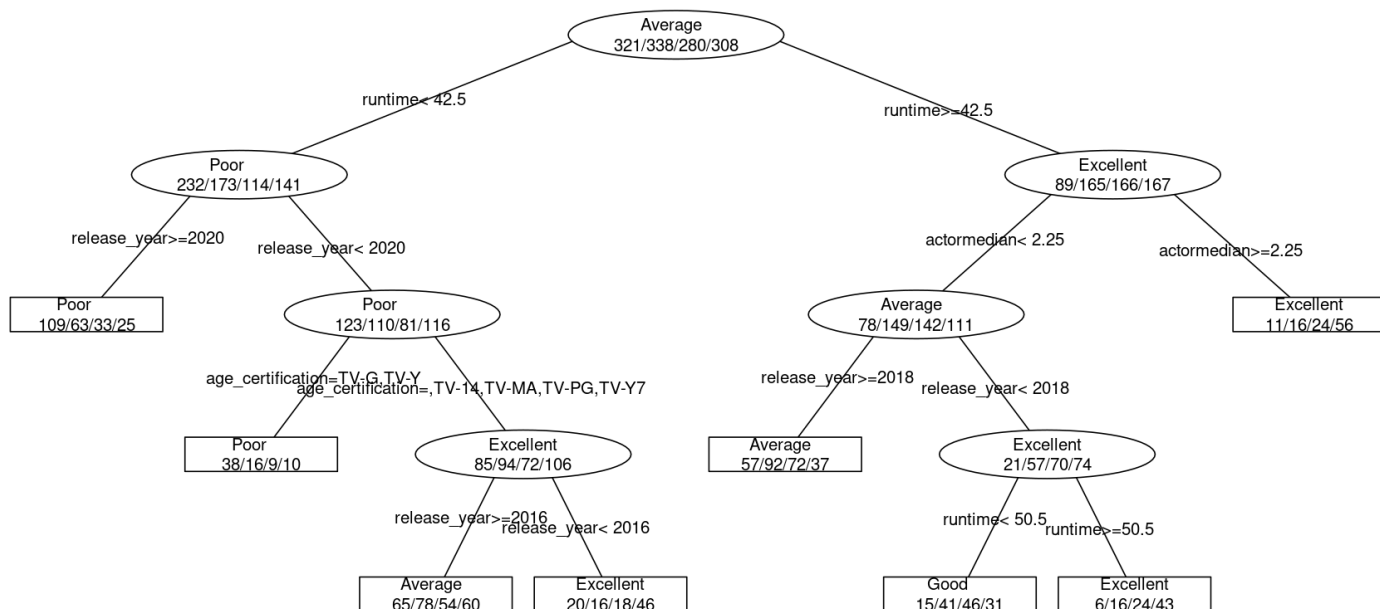 Average
321/338/280/308
runtime< 42.5
runtime>=42.5
Poor
232/173/114/141
Excellent
89/165/166/167
release_year>=2020
release_year< 2020
actormedian< 2.25
actormedian>=2.25
Poor
109/63/33/25
Poor
123/110/81/116
Average
78/149/142/111
Excellent
11/16/24/56
age_certification=TV-G,TV-Y
age_certification=,TV-14,TV-MA,TV-PG,TV-Y7
release_year>=2018
release_year< 2018
Poor
38/16/9/10
Excellent
85/94/72/106
Average
57/92/72/37
Excellent
21/57/70/74
release_year>=2016
release_year< 2016
runtime< 50.5
runtime>=50.5
Average
65/78/54/60
Excellent
20/16/18/46
Good
15/41/46/31
Excellent
6/16/24/43